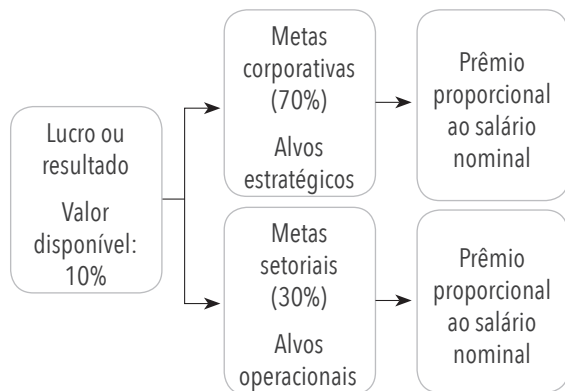 Lucro ou
resultado
Valor
disponível:
10%
Metas
corporativas
(70%)
Alvos
estratégicos
Prêmio
proporcional
ao salário
nominal
Metas
setoriais
(30%)
Alvos
operacionais
Prêmio
proporcional
ao salário
nominal